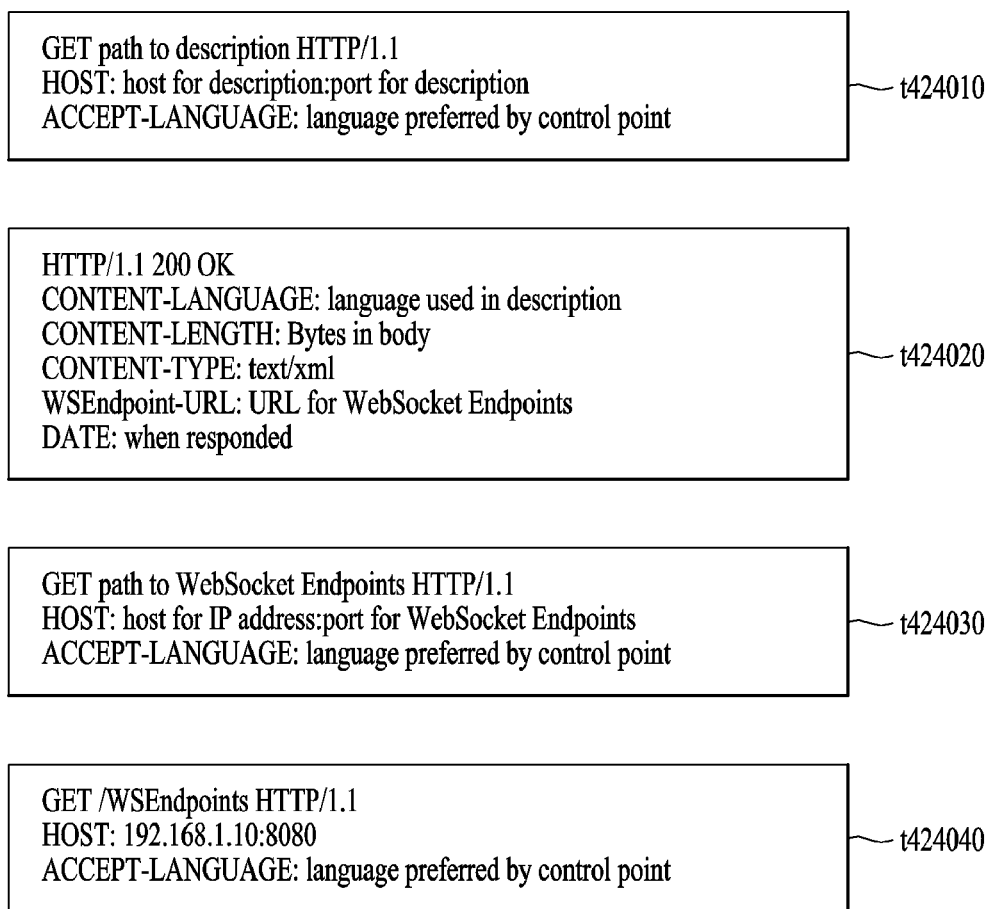 GET path to description HTTP/1.1
HOST: host for description:port for description
ACCEPT-LANGUAGE: language preferred by control point
t424010
HTTP/1.1 200 OK
CONTENT-LANGUAGE: language used in description
CONTENT-LENGTH: Bytes in body
CONTENT-TYPE: text/xml
WSEndpoint-URL: URL for WebSocket Endpoints
DATE: when responded
t424020
GET path to WebSocket Endpoints HTTP/1.1
HOST: host for IP address:port for WebSocket Endpoints
ACCEPT-LANGUAGE: language preferred by control point
t424030
GET /WSEndpoints HTTP/1.1
HOST: 192.168.1.10:8080
ACCEPT-LANGUAGE: language preferred by control point
t424040